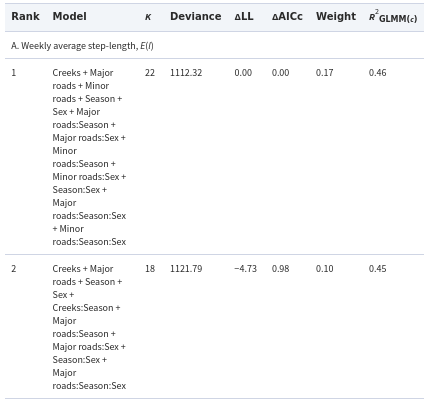 Rank Model K Deviance ΔLL ΔAICc Weight R²GLMM(c)
A. Weekly average step-length, E(l)
1 Creeks + Major 22 1112.32 0.00 0.00 0.17 0.46
roads + Minor
roads + Season +
Sex + Major
roads:Season +
Major roads:Sex +
Minor
roads:Season +
Minor roads:Sex +
Season:Sex +
Major
roads:Season:Sex
+ Minor
roads:Season:Sex
2 Creeks + Major 18 1121.79 −4.73 0.98 0.10 0.45
roads + Season +
Sex +
Creeks:Season +
Major
roads:Season +
Major roads:Sex +
Season:Sex +
Major
roads:Season:Sex